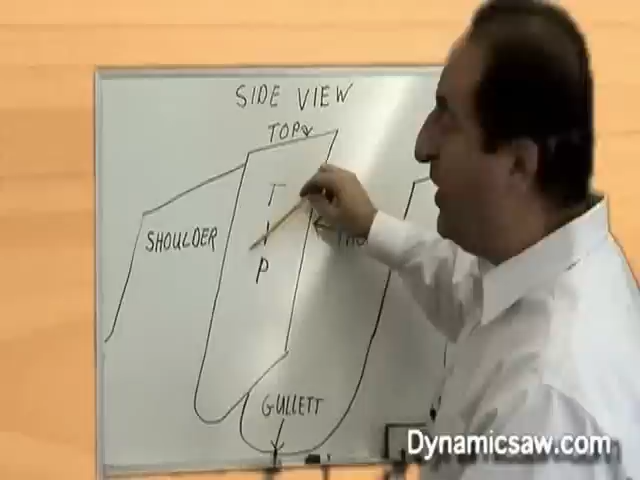 SIDE VIEW
TOP
T
I
P
SHOULDER
GULLETT
Dynamicsaw.com